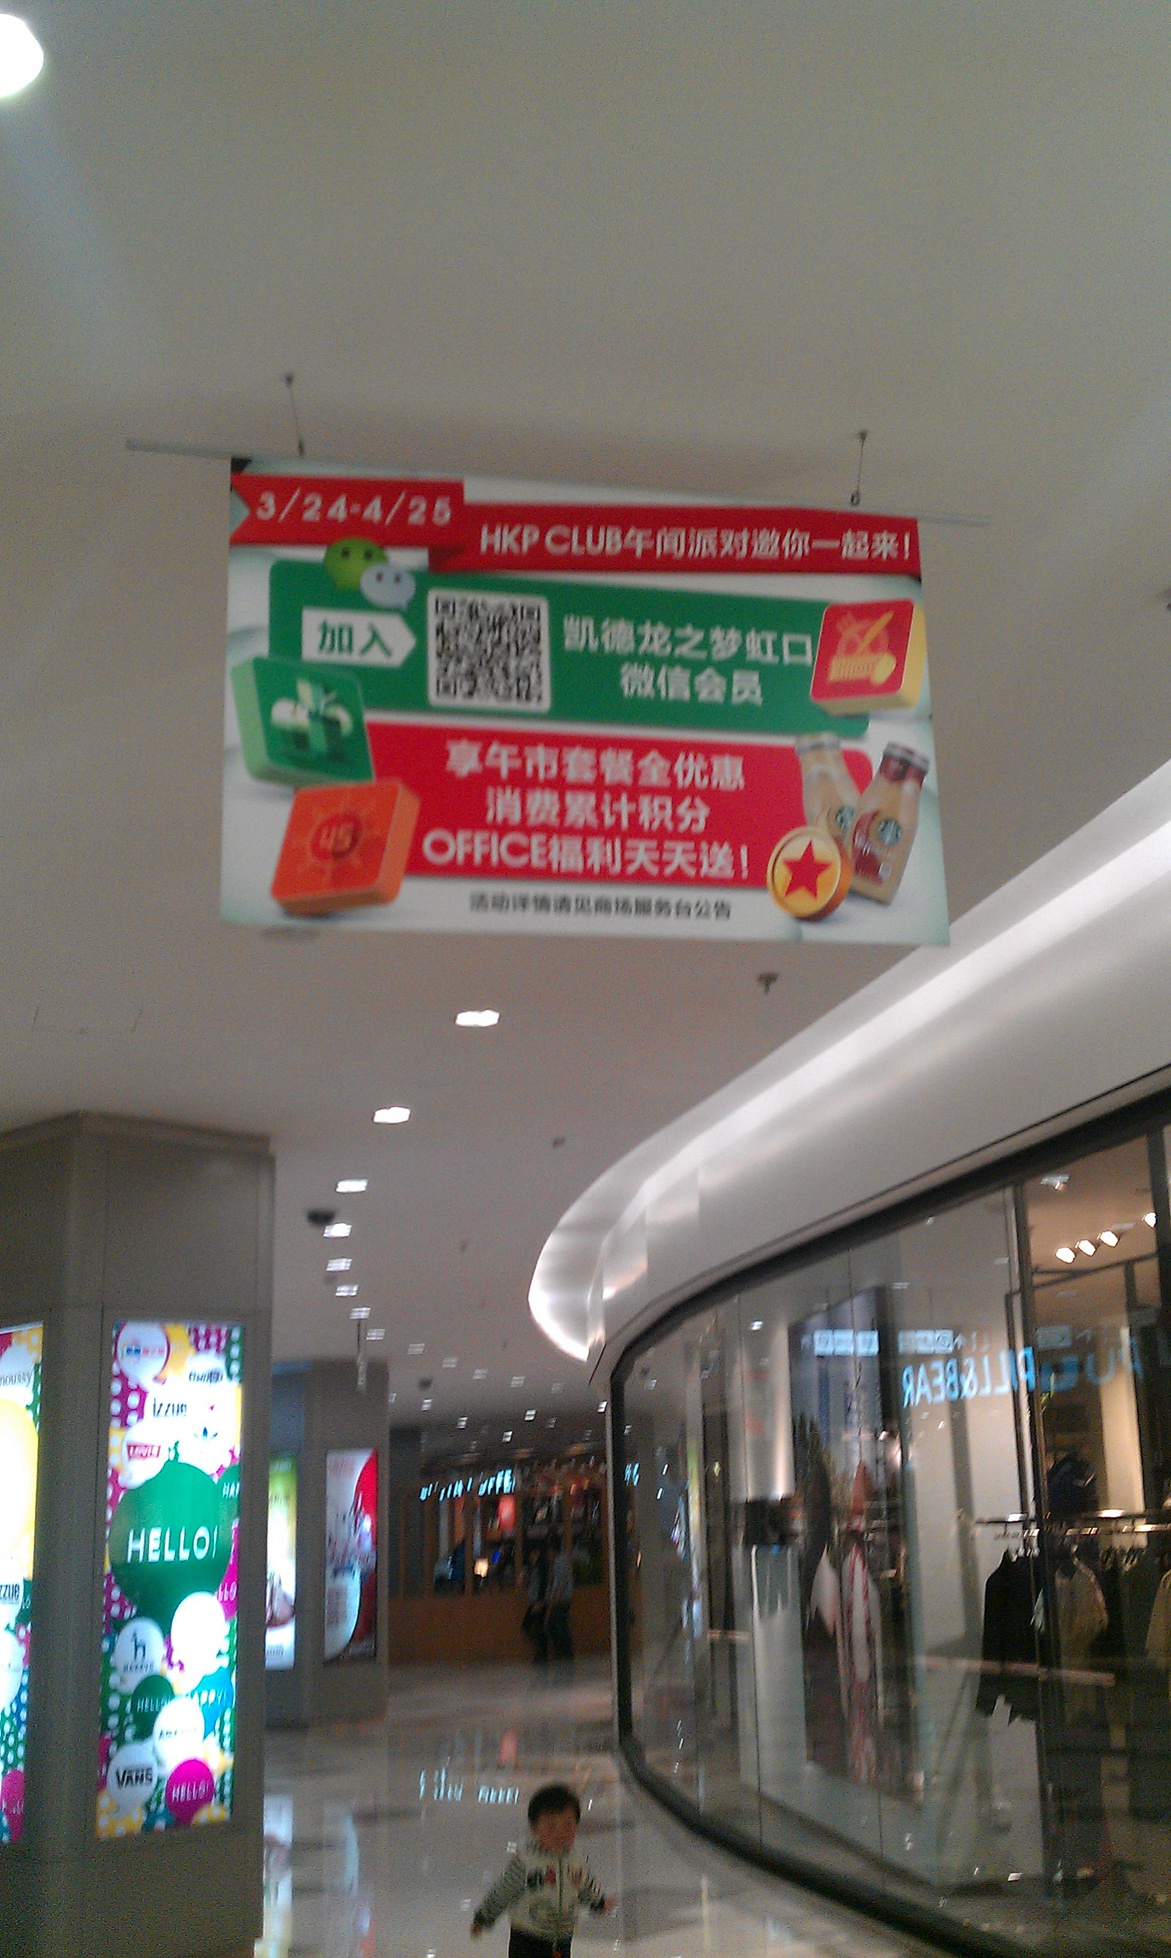 3/24-4/25
HKP CLUB午间派对邀你一起来！
加入
凯德龙之梦虹口
微信会员
享午市套餐全优惠
消费累计积分
OFFICE福利天天送！
活动详情请见商场服务台公告
PULL&BEAR
moussy
izzue
HELLO!
VANS
HELLO!